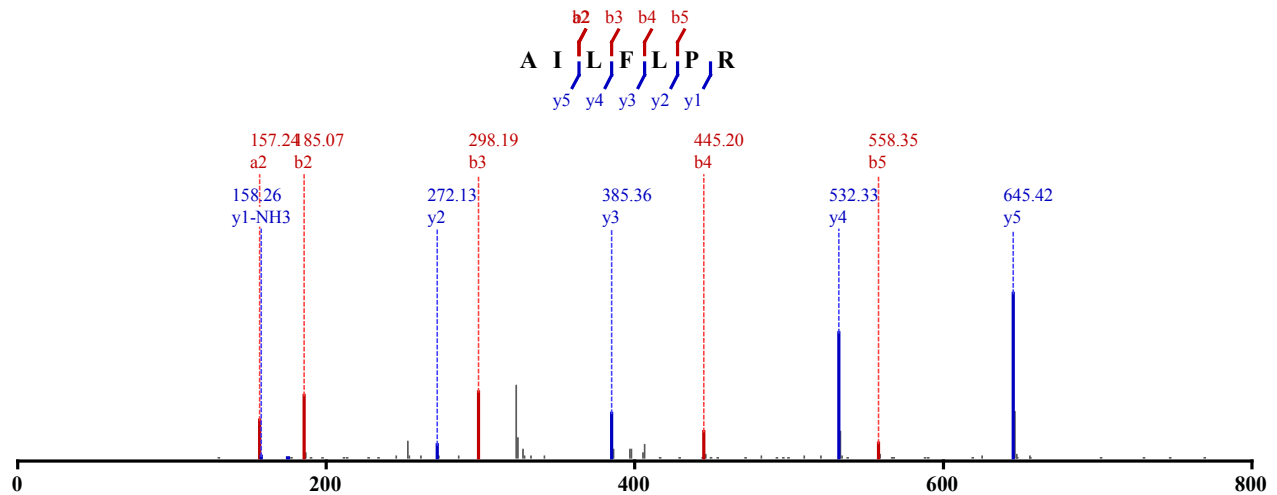 b2 a2 b3 b4 b5
A I L F L P R
y5 y4 y3 y2 y1
157.24 185.07 298.19 445.20 558.35
a2 b2 b3 b4 b5
158.26 272.13 385.36 532.33 645.42
y1-NH3 y2 y3 y4 y5
0 200 400 600 800